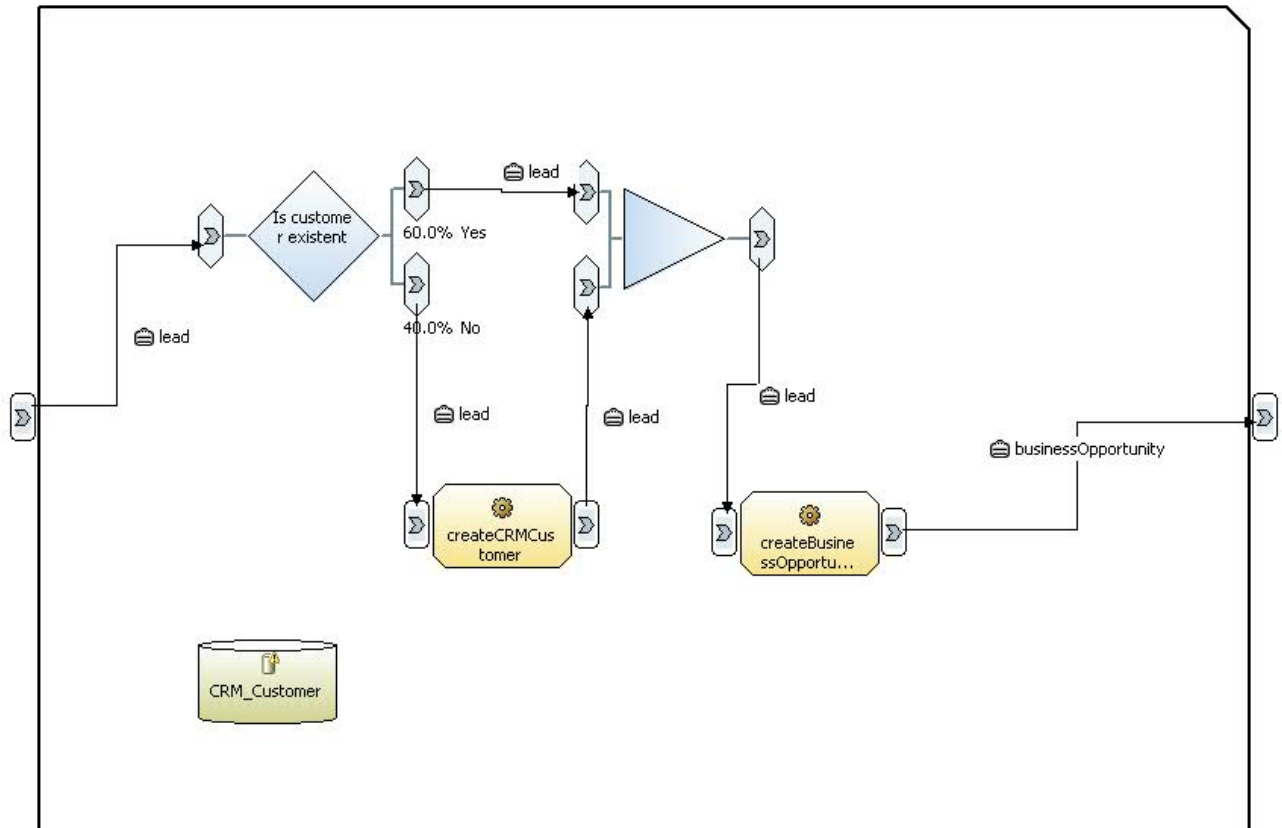 lead
Is custome
r existent
60.0% Yes
40.0% No
lead
lead
lead
lead
businessOpportunity
createCRMCus
tomer
createBusine
ssOpportu...
CRM_Customer